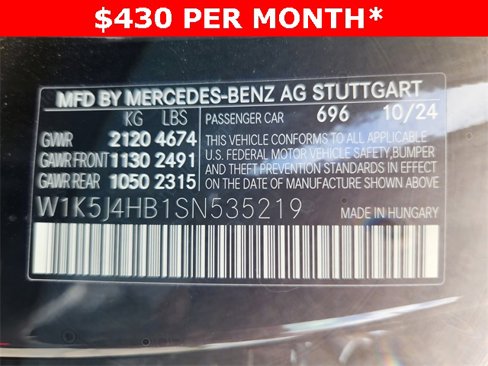 $430 PER MONTH*
MFD BY MERCEDES-BENZ AG STUTTGART
KG LBS PASSENGER CAR 696 10/24
GVWR 2120 4674
GAWR FRONT 1130 2491
GAWR REAR 1050 2315
THIS VEHICLE CONFORMS TO ALL APPLICABLE
U.S. FEDERAL MOTOR VEHICLE SAFETY, BUMPER
AND THEFT PREVENTION STANDARDS IN EFFECT
ON THE DATE OF MANUFACTURE SHOWN ABOVE.
W1K5J4HB1SN535219 MADE IN HUNGARY